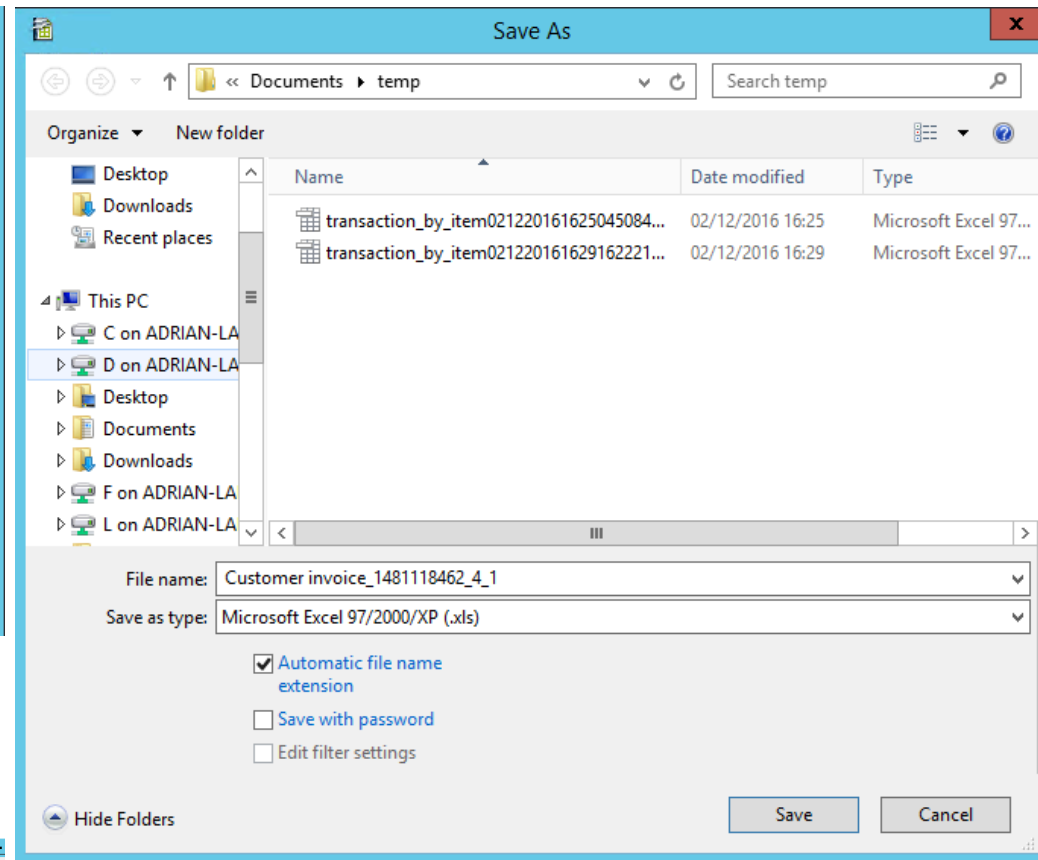 Save As
x
« Documents temp
Search temp
Organize New folder
Desktop
Downloads
Recent places
This PC
C on ADRIAN-LA
D on ADRIAN-LA
Desktop
Documents
Downloads
F on ADRIAN-LA
L on ADRIAN-LA
Name Date modified Type
transaction_by_item021220161625045084... 02/12/2016 16:25 Microsoft Excel 97...
transaction_by_item021220161629162221... 02/12/2016 16:29 Microsoft Excel 97...
File name: Customer invoice_1481118462_4_1
Save as type: Microsoft Excel 97/2000/XP (.xls)
Automatic file name
extension
Save with password
Edit filter settings
Hide Folders
Save Cancel